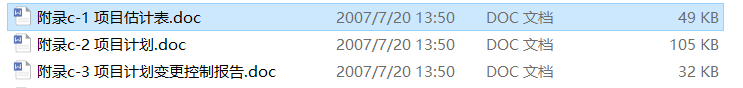 附录c-1 项目估计表.doc 2007/7/20 13:50 DOC 文档 49 KB
附录c-2 项目计划.doc 2007/7/20 13:50 DOC 文档 105 KB
附录c-3 项目计划变更控制报告.doc 2007/7/20 13:50 DOC 文档 32 KB